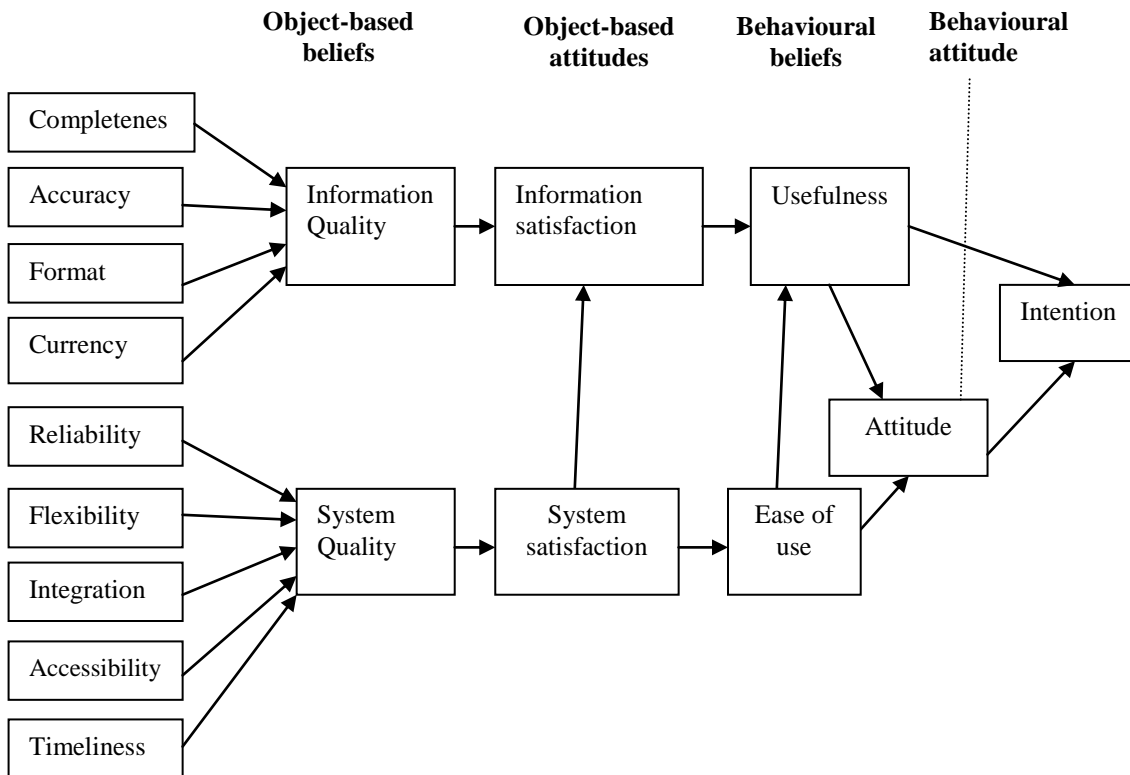 Object-based
beliefs
Object-based
attitudes
Behavioural
beliefs
Behavioural
attitude
Completenes
Accuracy
Format
Currency
Reliability
Flexibility
Integration
Accessibility
Timeliness
Information
Quality
System
Quality
Information
satisfaction
System
satisfaction
Usefulness
Ease of
use
Attitude
Intention